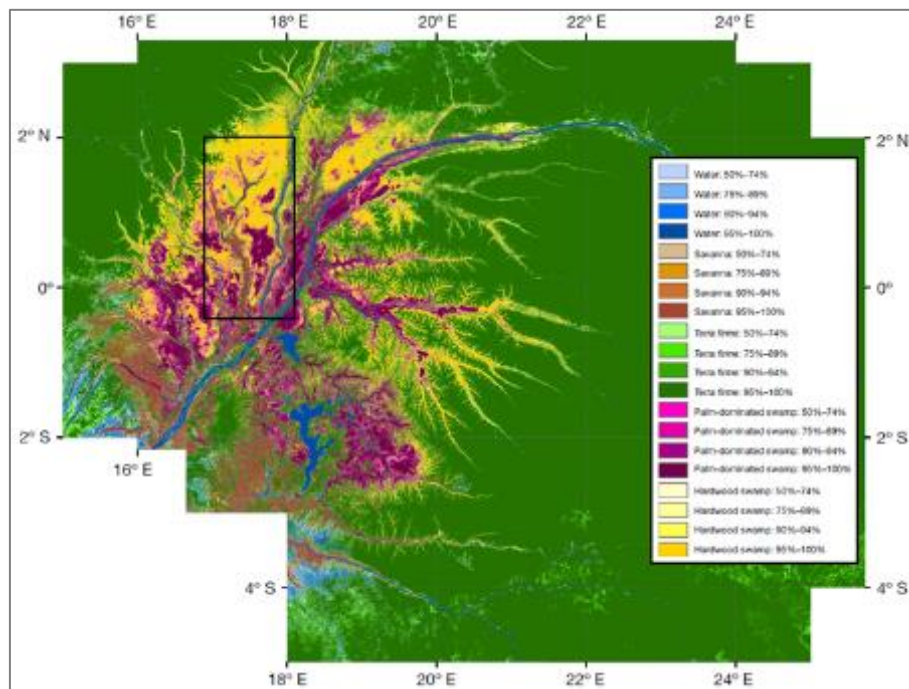 16° E 18° E 20° E 22° E 24° E
2° N 2° N
0° 0°
2° S 2° S
4° S 4° S
16° E
18° E 20° E 22° E 24° E
Water: 50%–74%
Water: 75%–89%
Water: 90%–94%
Water: 95%–100%
Savanna: 50%–74%
Savanna: 75%–89%
Savanna: 90%–94%
Savanna: 95%–100%
Terra firme: 50%–74%
Terra firme: 75%–89%
Terra firme: 90%–94%
Terra firme: 95%–100%
Palm-dominated swamp: 50%–74%
Palm-dominated swamp: 75%–89%
Palm-dominated swamp: 90%–94%
Palm-dominated swamp: 95%–100%
Hardwood swamp: 50%–74%
Hardwood swamp: 75%–89%
Hardwood swamp: 90%–94%
Hardwood swamp: 95%–100%